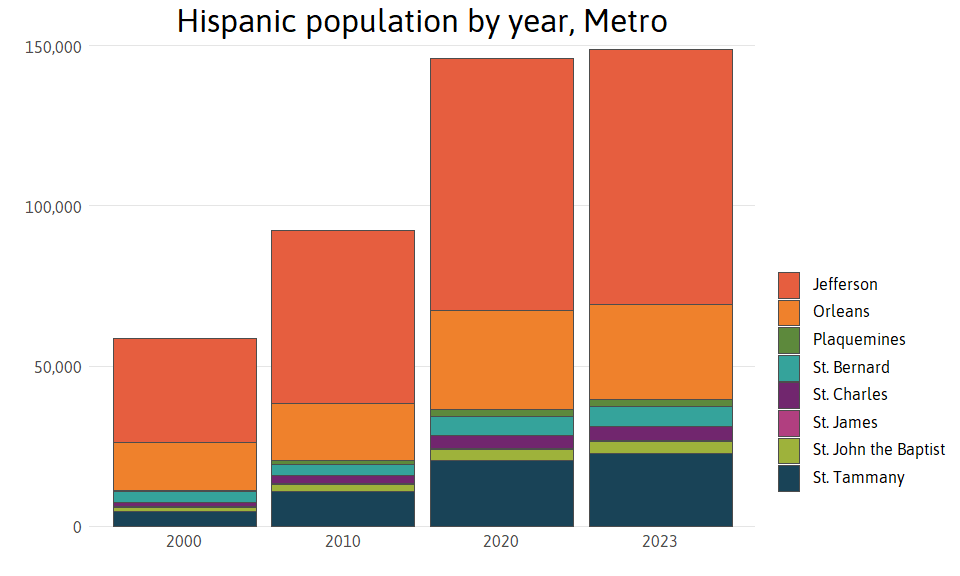 Hispanic population by year, Metro
150,000
100,000
50,000
0
2000
2010
2020
2023
Jefferson
Orleans
Plaquemines
St. Bernard
St. Charles
St. James
St. John the Baptist
St. Tammany